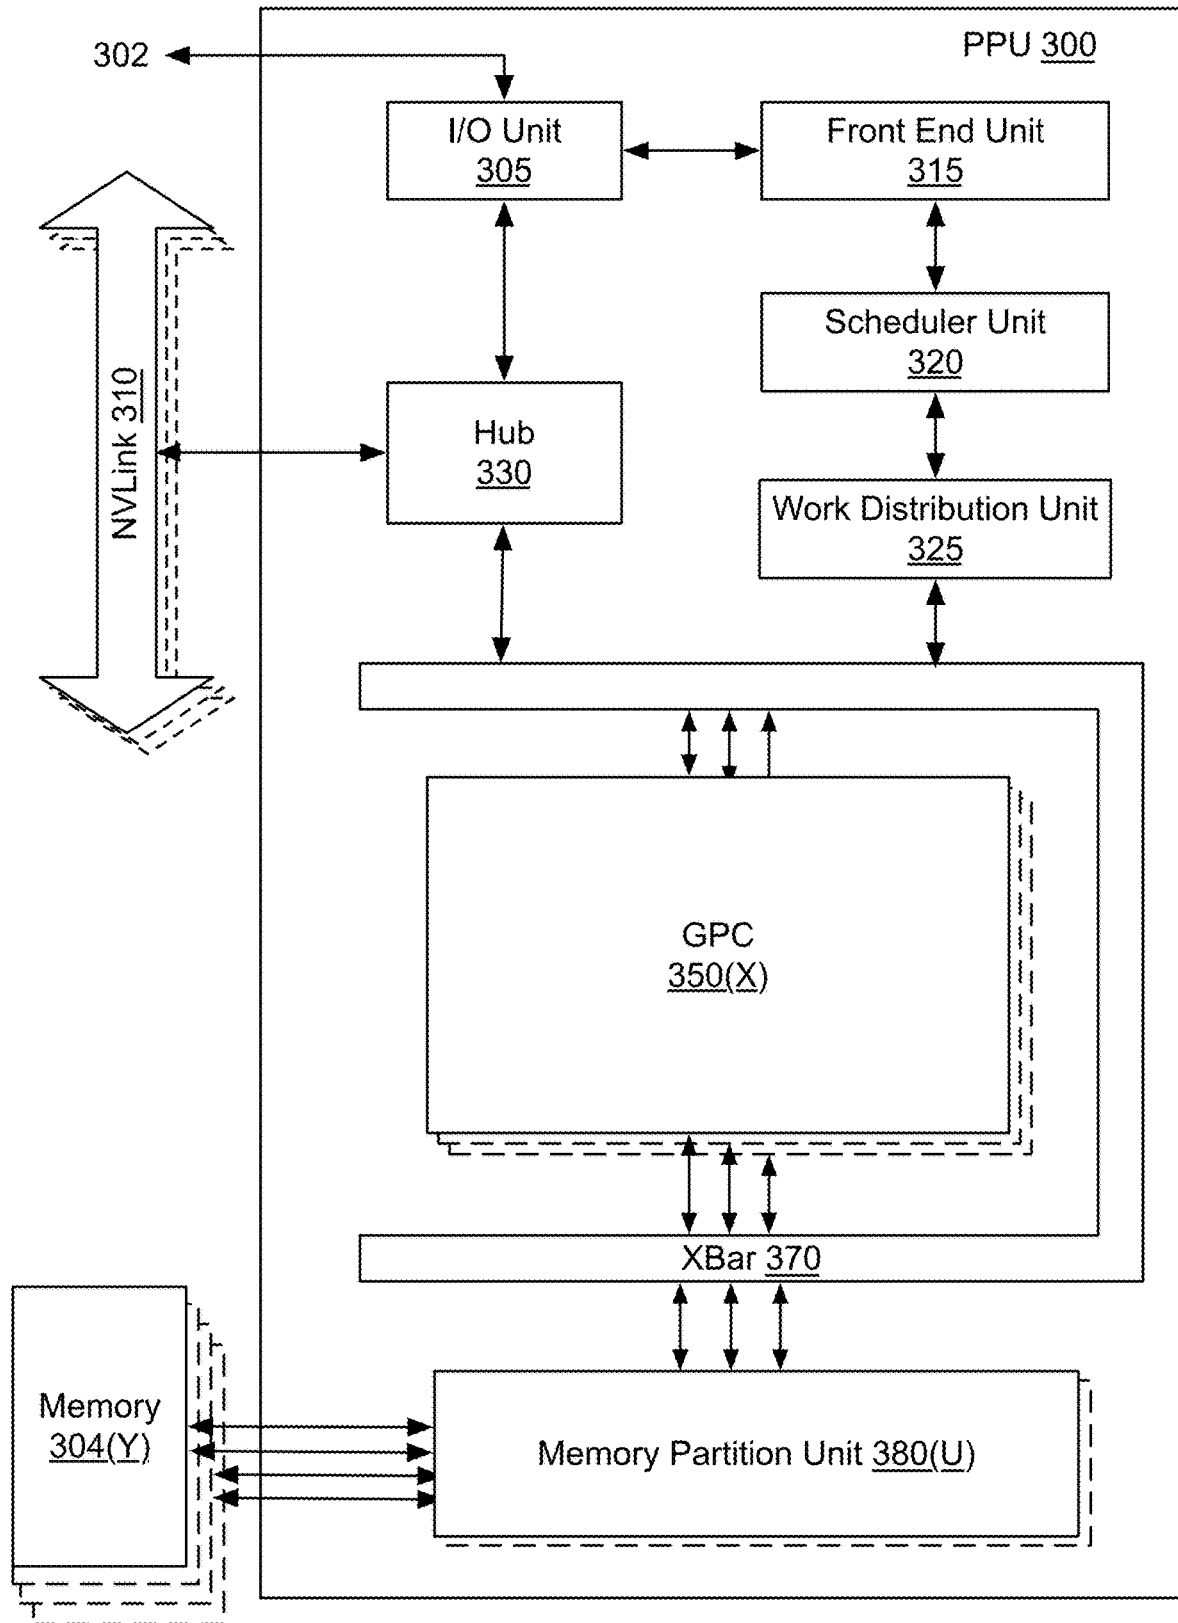 PPU 300
302
I/O Unit
305
Front End Unit
315
Scheduler Unit
320
NVLink 310
Hub
330
Work Distribution Unit
325
GPC
350(X)
XBar 370
Memory
304(Y)
Memory Partition Unit 380(U)